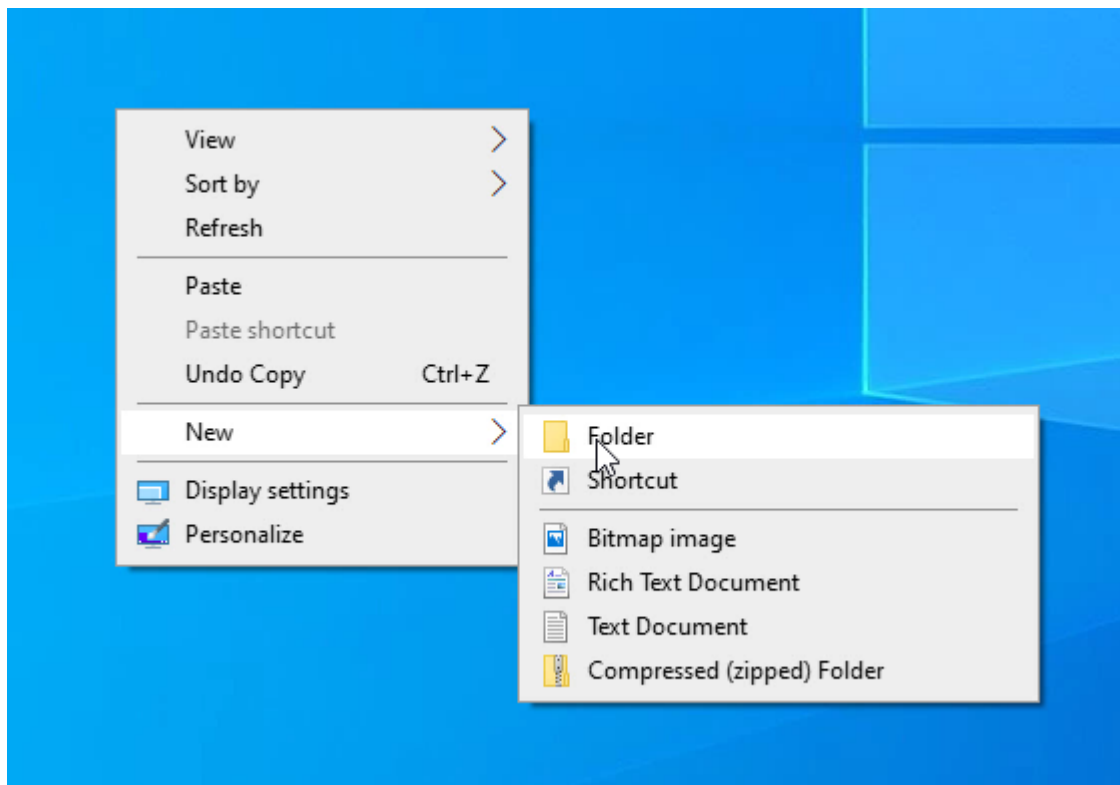 View
Sort by
Refresh
Paste
Paste shortcut
Undo Copy Ctrl+Z
New
Display settings
Personalize
Folder
Shortcut
Bitmap image
Rich Text Document
Text Document
Compressed (zipped) Folder